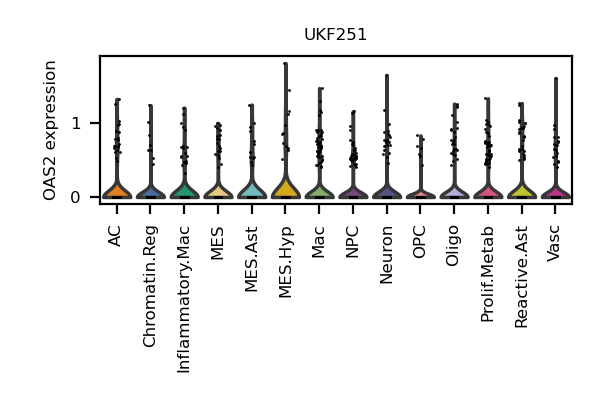 UKF251
OAS2 expression
1
0
AC
Chromatin.Reg
Inflammatory.Mac
MES
MES.Ast
MES.Hyp
Mac
NPC
Neuron
OPC
Oligo
Prolif.Metab
Reactive.Ast
Vasc